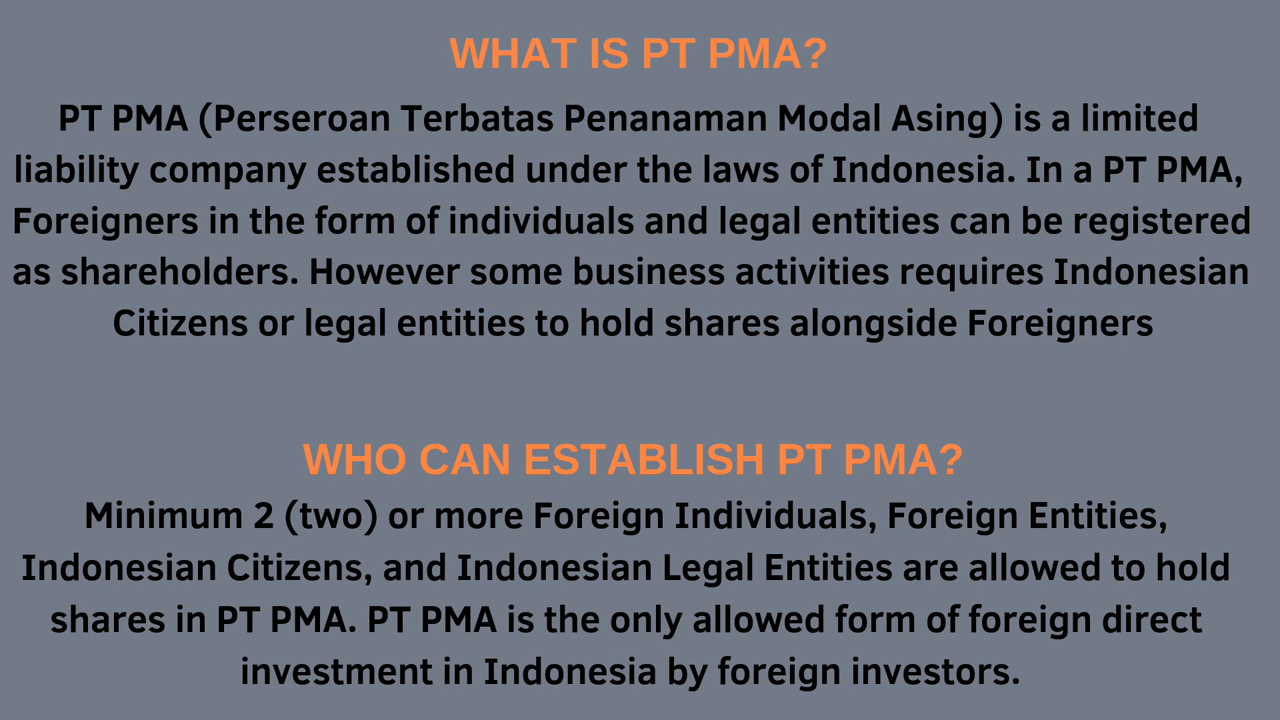 WHAT IS PT PMA?
PT PMA (Perseroan Terbatas Penanaman Modal Asing) is a limited
liability company established under the laws of Indonesia. In a PT PMA,
Foreigners in the form of individuals and legal entities can be registered
as shareholders. However some business activities requires Indonesian
Citizens or legal entities to hold shares alongside Foreigners
WHO CAN ESTABLISH PT PMA?
Minimum 2 (two) or more Foreign Individuals, Foreign Entities,
Indonesian Citizens, and Indonesian Legal Entities are allowed to hold
shares in PT PMA. PT PMA is the only allowed form of foreign direct
investment in Indonesia by foreign investors.